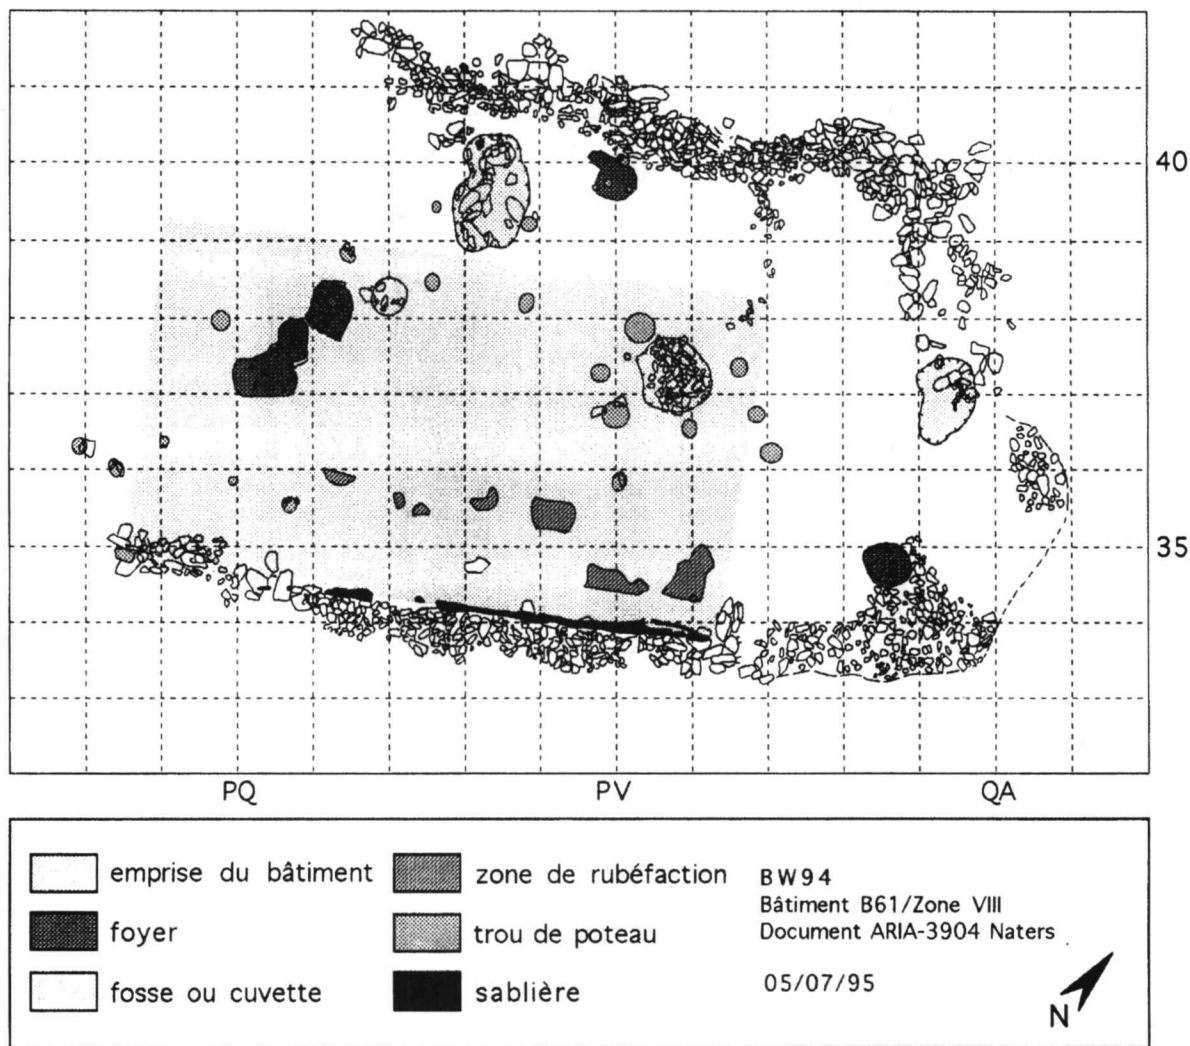 40
35
PQ PV QA
emprise du bâtiment
foyer
fosse ou cuvette
zone de rubéfaction
trou de poteau
sablière
BW94
Bâtiment B61/Zone VIII
Document ARIA-3904 Naters
05/07/95
N